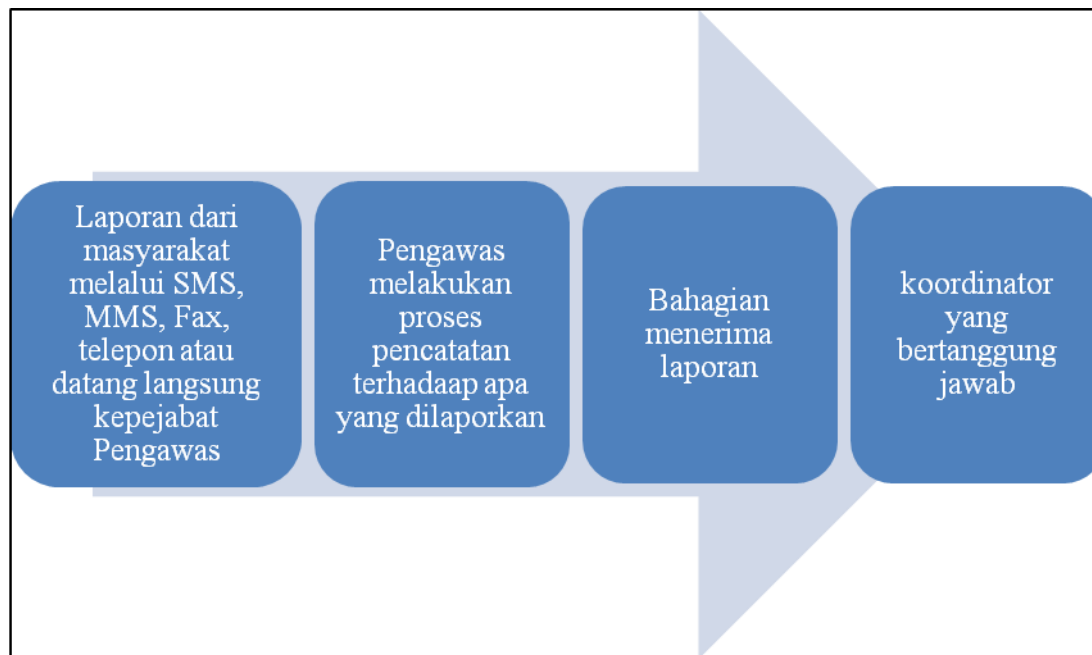 Laporan dari
masyarakat
melalui SMS,
MMS, Fax,
telepon atau
datang langsung
kepejabat
Pengawas
Pengawas
melakukan
proses
pencatatan
terhadaap apa
yang dilaporkan
Bahagian
menerima
laporan
koordinator
yang
bertanggung
jawab